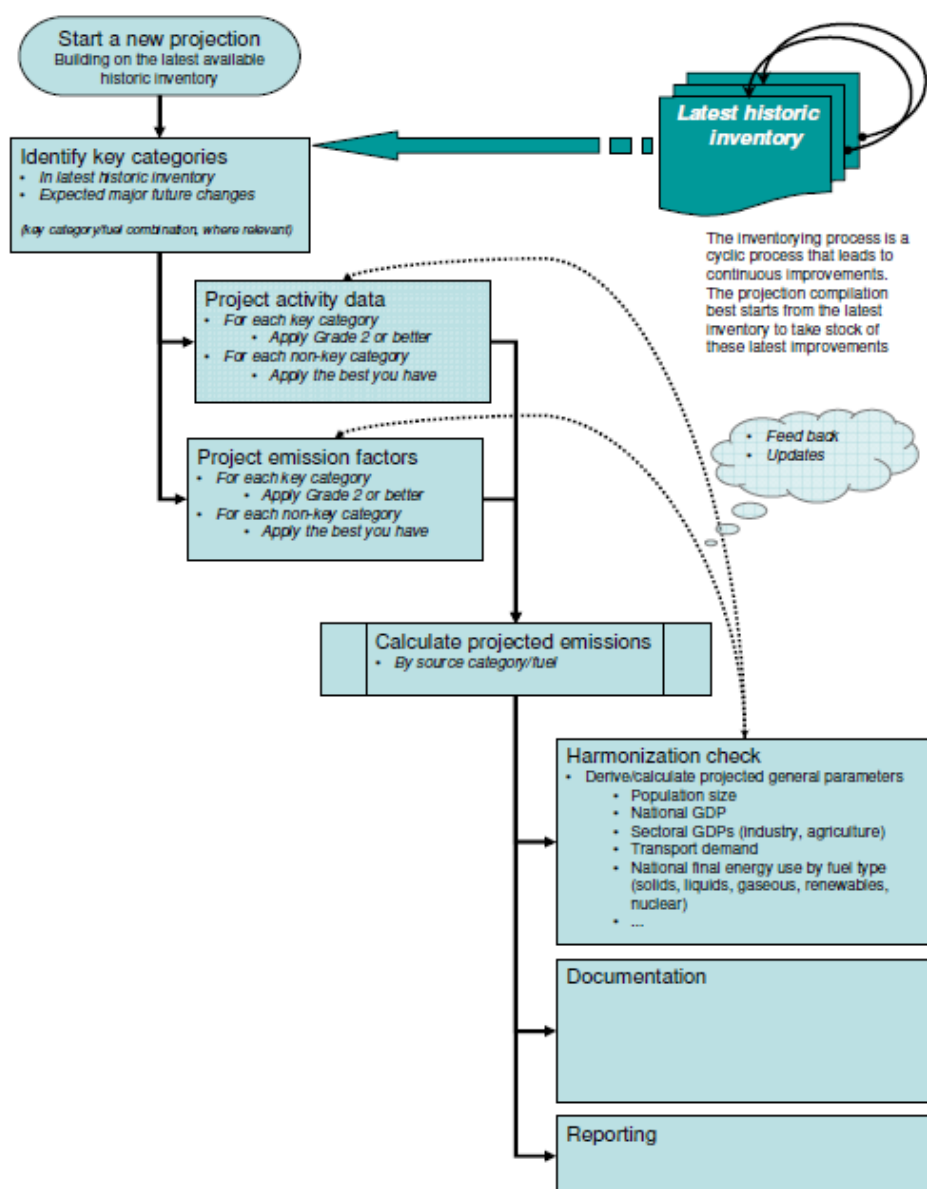 Start a new projection
Building on the latest available
historic inventory
Latest historic
inventory
Identify key categories
• In latest historic inventory
• Expected major future changes
(key category/fuel combination, where relevant)
The inventorying process is a
cyclic process that leads to
continuous improvements.
The projection compilation
best starts from the latest
inventory to take stock of
these latest improvements
Project activity data
• For each key category
• Apply Grade 2 or better
• For each non-key category
• Apply the best you have
• Feed back
• Updates
Project emission factors
• For each key category
• Apply Grade 2 or better
• For each non-key category
• Apply the best you have
Calculate projected emissions
• By source category/fuel
Harmonization check
• Derive/calculate projected general parameters
• Population size
• National GDP
• Sectoral GDPs (industry, agriculture)
• Transport demand
• National final energy use by fuel type
(solids, liquids, gaseous, renewables,
nuclear)
• ...
Documentation
Reporting